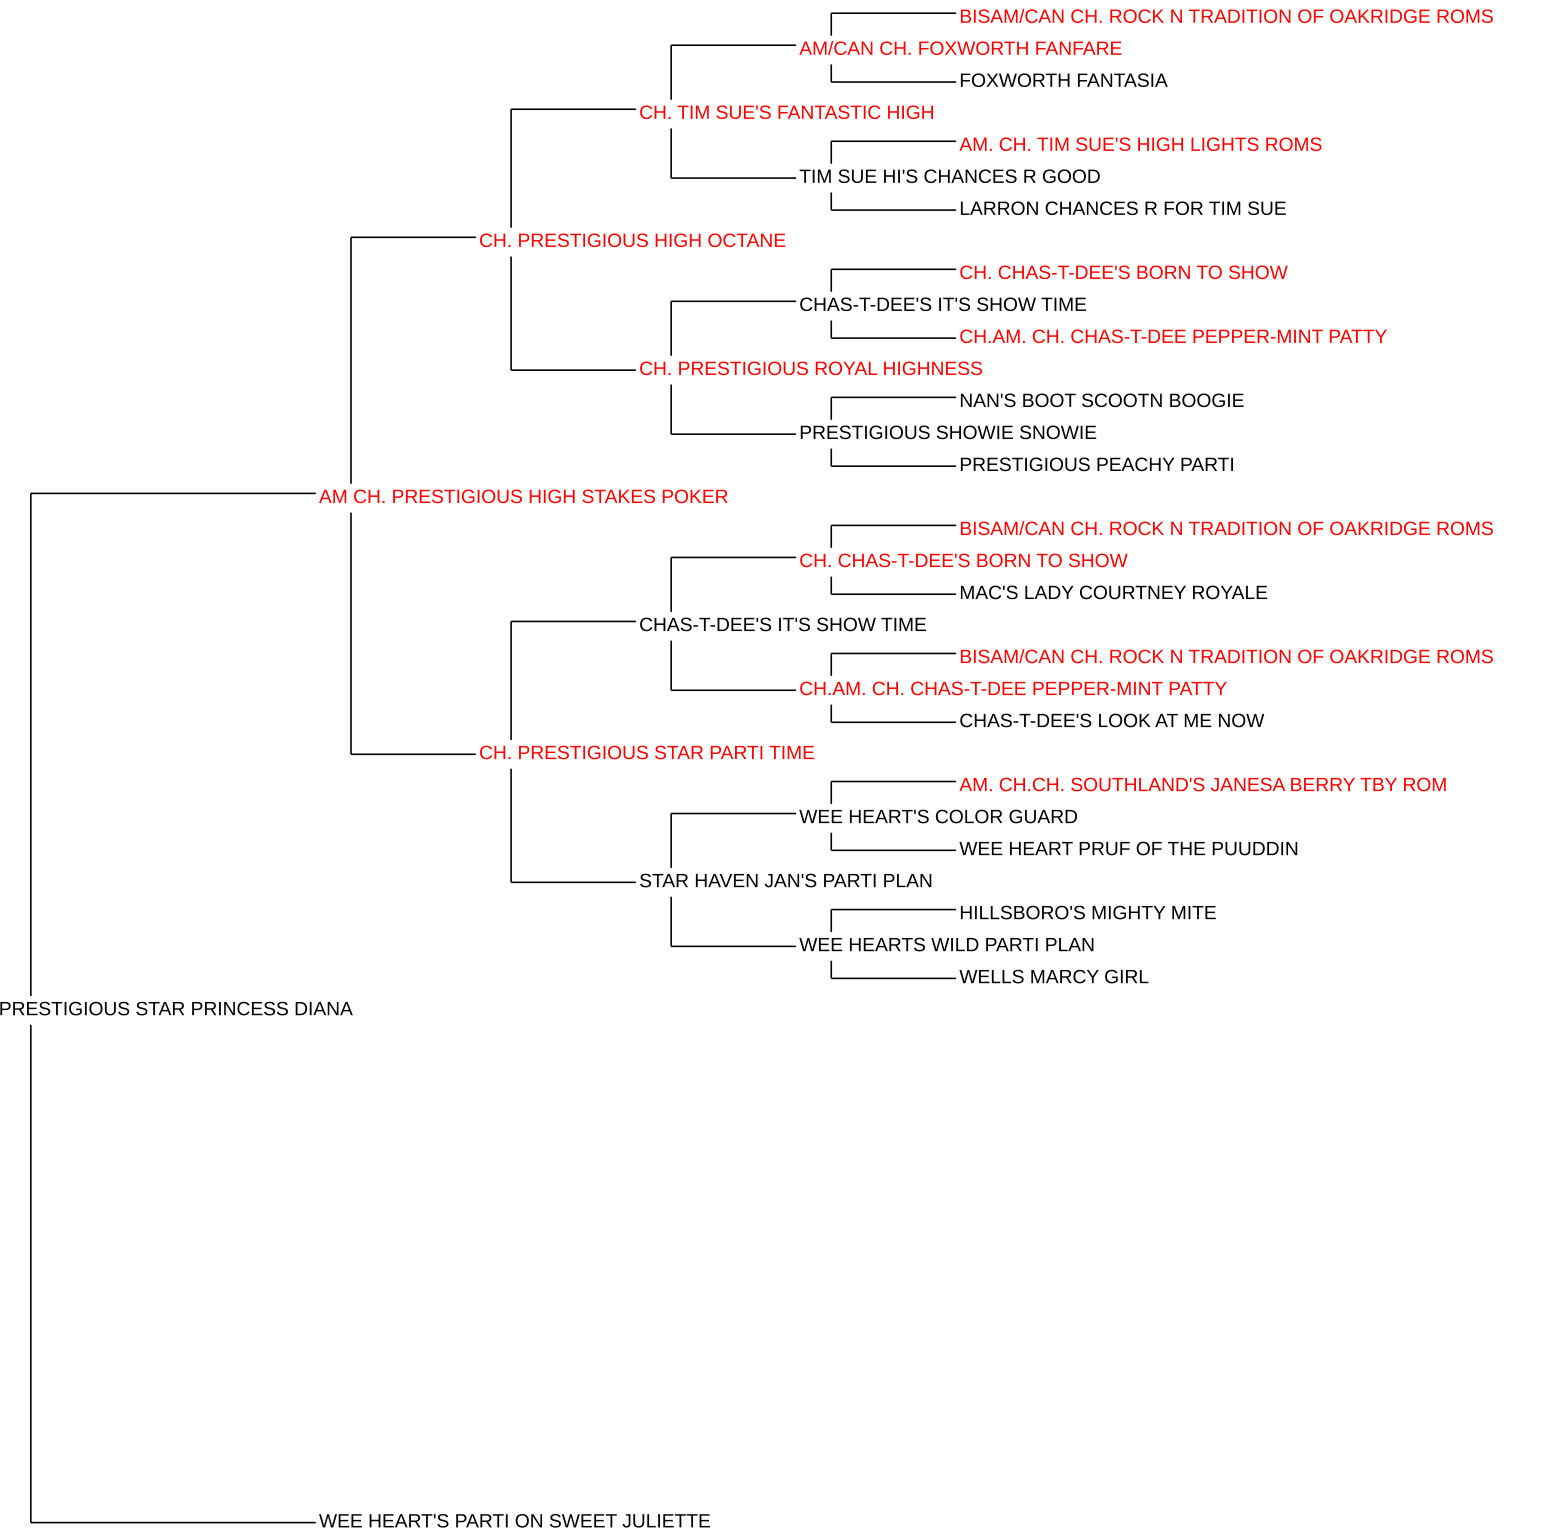 BISAM/CAN CH. ROCK N TRADITION OF OAKRIDGE ROMS
AM/CAN CH. FOXWORTH FANFARE
FOXWORTH FANTASIA
CH. TIM SUE'S FANTASTIC HIGH
AM. CH. TIM SUE'S HIGH LIGHTS ROMS
TIM SUE HI'S CHANCES R GOOD
LARRON CHANCES R FOR TIM SUE
CH. PRESTIGIOUS HIGH OCTANE
CH. CHAS-T-DEE'S BORN TO SHOW
CHAS-T-DEE'S IT'S SHOW TIME
CH.AM. CH. CHAS-T-DEE PEPPER-MINT PATTY
CH. PRESTIGIOUS ROYAL HIGHNESS
NAN'S BOOT SCOOTN BOOGIE
PRESTIGIOUS SHOWIE SNOWIE
PRESTIGIOUS PEACHY PARTI
AM CH. PRESTIGIOUS HIGH STAKES POKER
BISAM/CAN CH. ROCK N TRADITION OF OAKRIDGE ROMS
CH. CHAS-T-DEE'S BORN TO SHOW
MAC'S LADY COURTNEY ROYALE
CHAS-T-DEE'S IT'S SHOW TIME
BISAM/CAN CH. ROCK N TRADITION OF OAKRIDGE ROMS
CH.AM. CH. CHAS-T-DEE PEPPER-MINT PATTY
CHAS-T-DEE'S LOOK AT ME NOW
CH. PRESTIGIOUS STAR PARTI TIME
AM. CH.CH. SOUTHLAND'S JANESA BERRY TBY ROM
WEE HEART'S COLOR GUARD
WEE HEART PRUF OF THE PUUDDIN
STAR HAVEN JAN'S PARTI PLAN
HILLSBORO'S MIGHTY MITE
WEE HEARTS WILD PARTI PLAN
WELLS MARCY GIRL
PRESTIGIOUS STAR PRINCESS DIANA
WEE HEART'S PARTI ON SWEET JULIETTE